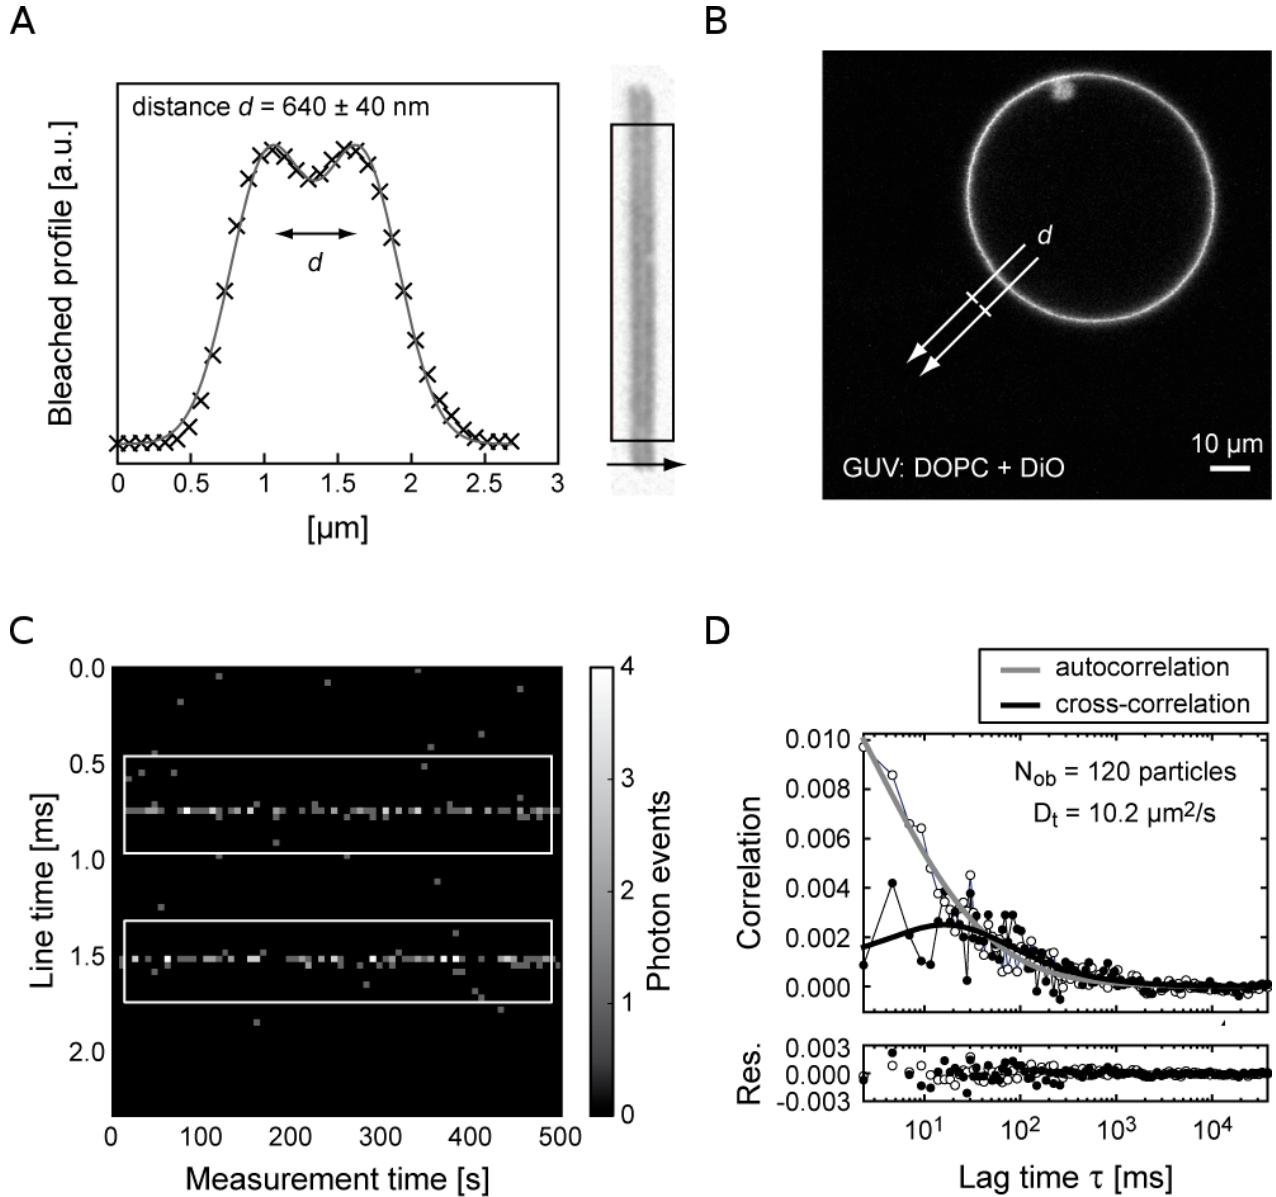 A
distance d = 640 ± 40 nm
Bleached profile [a.u.]
d
0 0.5 1 1.5 2 2.5 3
[µm]
B
d
10 µm
GUV: DOPC + DiO
C
0.0
0.5
1.0
1.5
2.0
Line time [ms]
0 100 200 300 400 500
Measurement time [s]
4
3
2
1
0
Photon events
D
autocorrelation
cross-correlation
0.010
0.008
0.006
0.004
0.002
0.000
Correlation
Nob = 120 particles
Dt = 10.2 µm²/s
0.003
0.000
-0.003
Res.
10¹ 10² 10³ 10⁴
Lag time τ [ms]